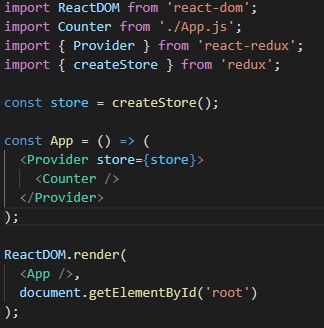 import ReactDOM from 'react-dom';
import Counter from './App.js';
import { Provider } from 'react-redux';
import { createStore } from 'redux';
const store = createStore();
const App = () => (
<Provider store={store}>
<Counter />
</Provider>
);
ReactDOM.render(
<App />,
document.getElementById('root')
);